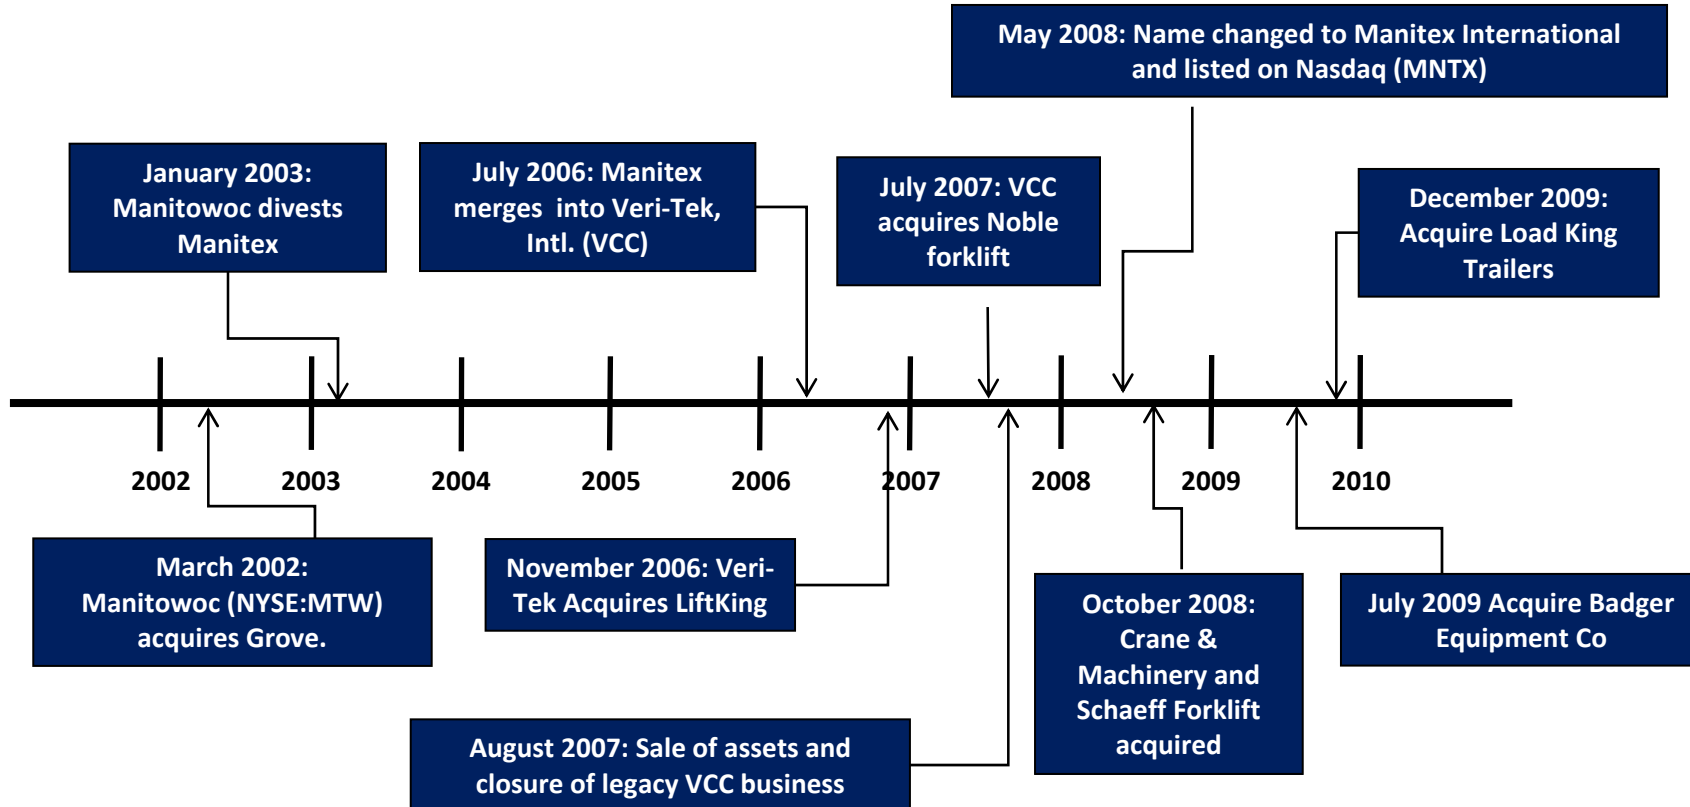 May 2008: Name changed to Manitex International
and listed on Nasdaq (MNTX)
January 2003:
Manitowoc divests
Manitex
July 2006: Manitex
merges into Veri-Tek,
Intl. (VCC)
July 2007: VCC
acquires Noble
forklift
December 2009:
Acquire Load King
Trailers
2002
2003
2004
2005
2006
2007
2008
2009
2010
March 2002:
Manitowoc (NYSE:MTW)
acquires Grove.
November 2006: Veri-
Tek Acquires LiftKing
October 2008:
Crane &
Machinery and
Schaeff Forklift
acquired
July 2009 Acquire Badger
Equipment Co
August 2007: Sale of assets and
closure of legacy VCC business